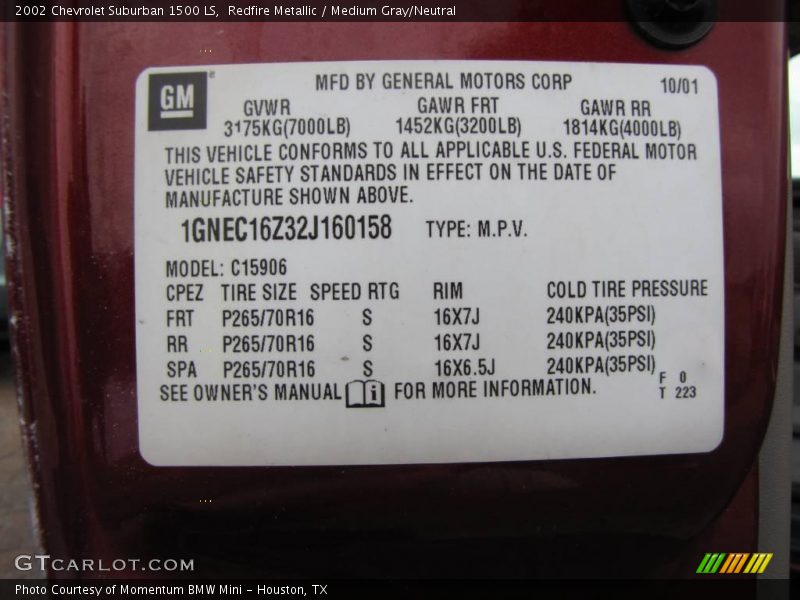 2002 Chevrolet Suburban 1500 LS,  Redfire Metallic / Medium Gray/Neutral
GM
MFD BY GENERAL MOTORS CORP 10/01
GVWR GAWR FRT GAWR RR
3175KG(7000LB) 1452KG(3200LB) 1814KG(4000LB)
THIS VEHICLE CONFORMS TO ALL APPLICABLE U.S. FEDERAL MOTOR
VEHICLE SAFETY STANDARDS IN EFFECT ON THE DATE OF
MANUFACTURE SHOWN ABOVE.
1GNEC16Z32J160158 TYPE: M.P.V.
MODEL: C15906
CPEZ TIRE SIZE SPEED RTG RIM COLD TIRE PRESSURE
FRT P265/70R16 S 16X7J 240KPA(35PSI)
RR P265/70R16 S 16X7J 240KPA(35PSI)
SPA P265/70R16 S 16X6.5J 240KPA(35PSI)
SEE OWNER'S MANUAL i FOR MORE INFORMATION.
F 0
T 223
GTCARLOT.COM
Photo Courtesy of Momentum BMW Mini - Houston, TX